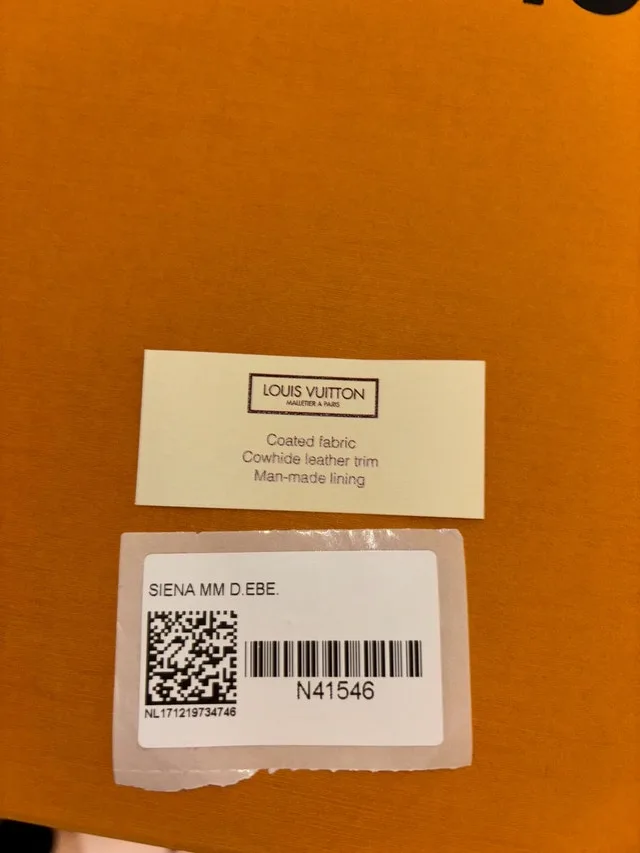 LOUIS VUITTON
MALLETIER A PARIS
Coated fabric
Cowhide leather trim
Man-made lining
SIENA MM D.EBE.
NL171219734746
N41546